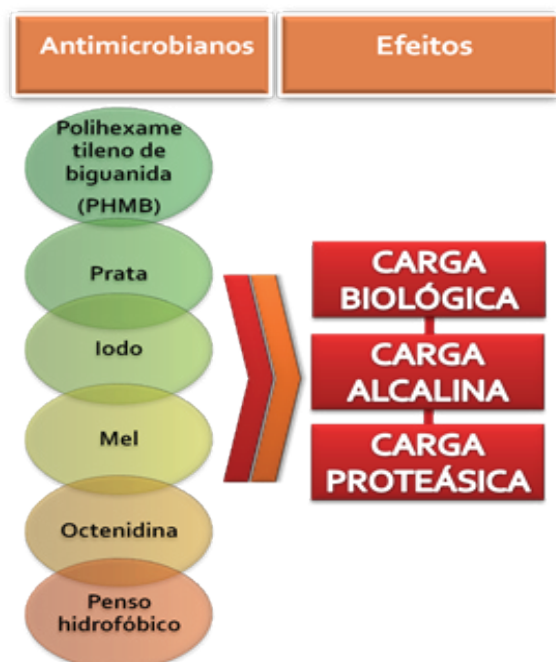 Antimicrobianos
Efeitos
Polihexame
tileno de
biguanida
(PHMB)
Prata
Iodo
Mel
Octenidina
Penso
hidrofóbico
CARGA
BIOLÓGICA
CARGA
ALCALINA
CARGA
PROTEÁSICA